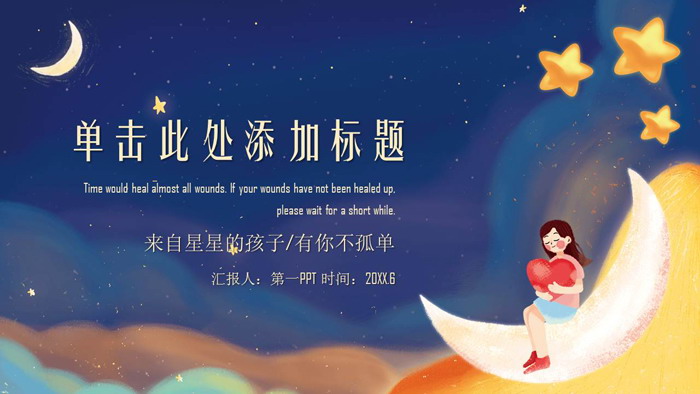 单击此处添加标题
Time would heal almost all wounds. If your wounds have not been healed up,
please wait for a short while.
来自星星的孩子/有你不孤单
汇报人：第一PPT 时间：20XX.6